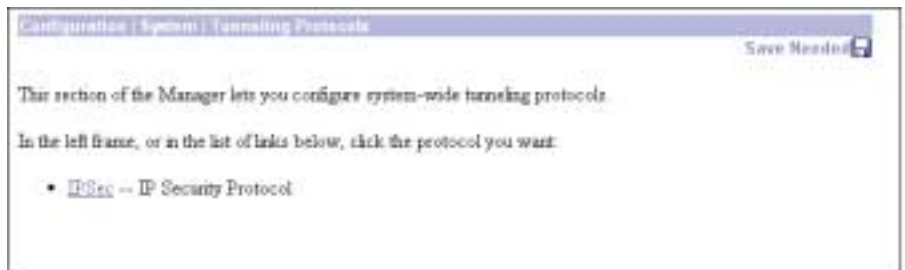 Configuration | System | Tunneling Protocols
Save Needed
This section of the Manager lets you configure system-wide tunneling protocols.
In the left frame, or in the list of links below, click the protocol you want:
• IPSec -- IP Security Protocol